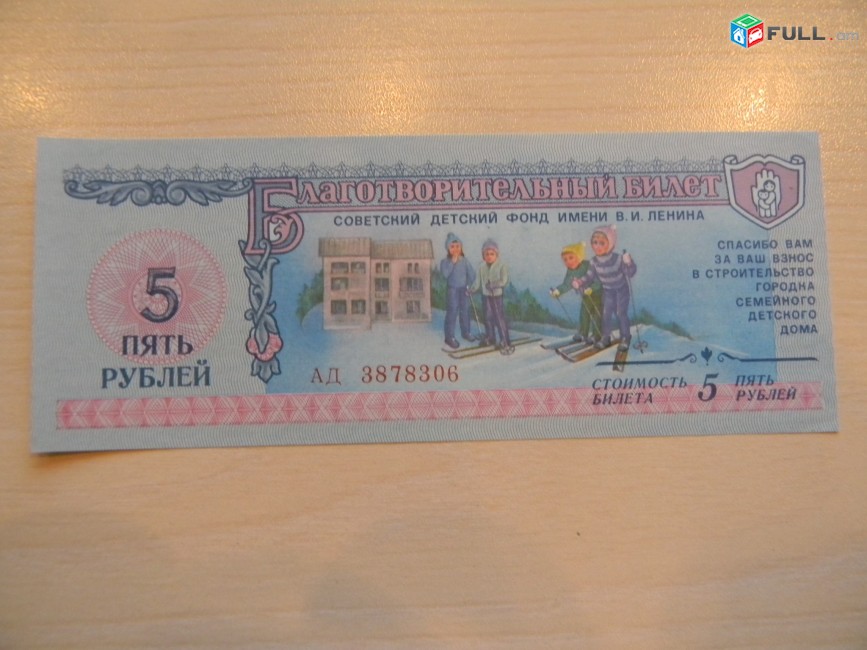 FULL.am
БЛАГОТВОРИТЕЛЬНЫЙ БИЛЕТ
СОВЕТСКИЙ ДЕТСКИЙ ФОНД ИМЕНИ В.И. ЛЕНИНА
5
ПЯТЬ
РУБЛЕЙ
СПАСИБО ВАМ
ЗА ВАШ ВЗНОС
В СТРОИТЕЛЬСТВО
ГОРОДКА
СЕМЕЙНОГО
ДЕТСКОГО
ДОМА
АД 3878306
СТОИМОСТЬ
БИЛЕТА
5
ПЯТЬ
РУБЛЕЙ